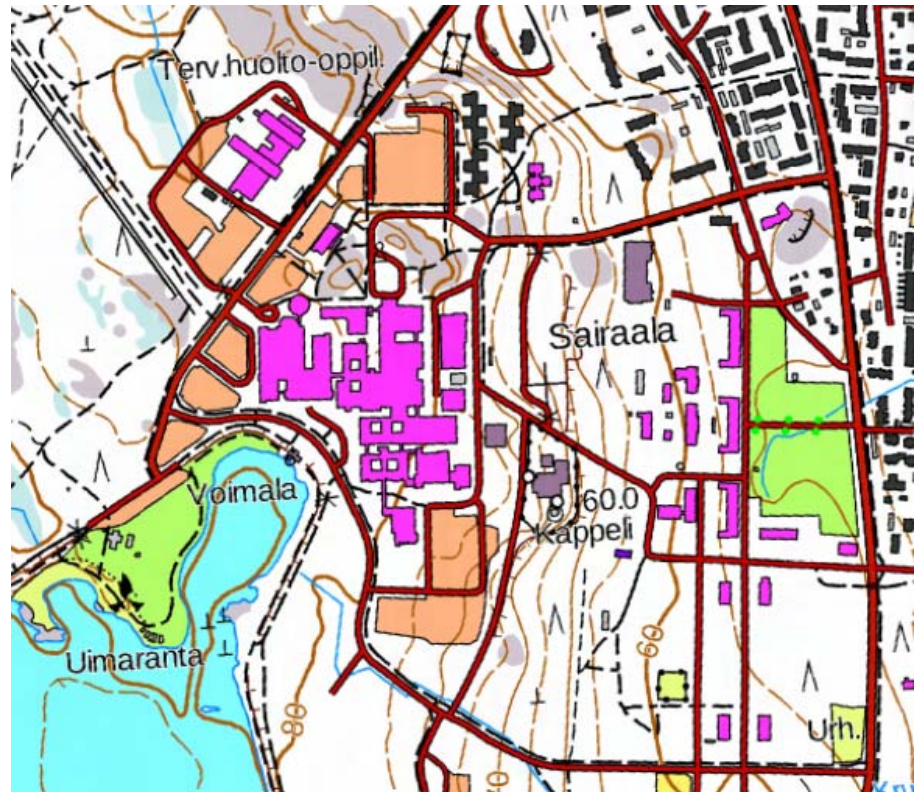 Terv.huolto-oppil.
Sairaala
Voimala
60.0
Kappeli
Uimaranta
60
80
Urh.